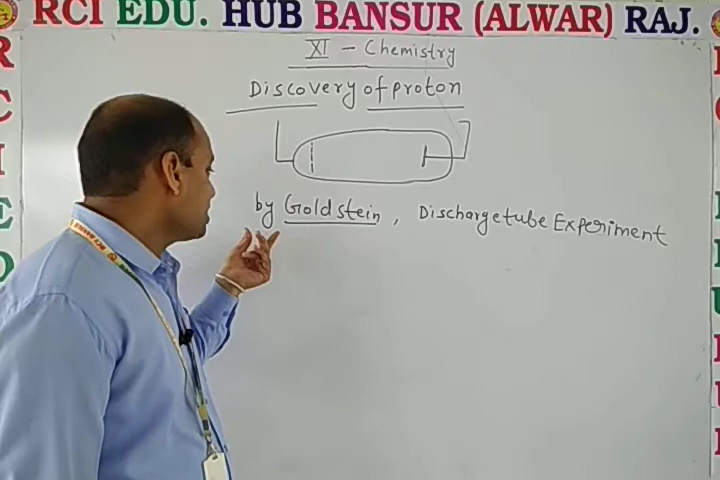 RCI EDU. HUB BANSUR (ALWAR) RAJ.
XI - Chemistry
Discovery of proton
by Goldstein, Dischargetube Experiment